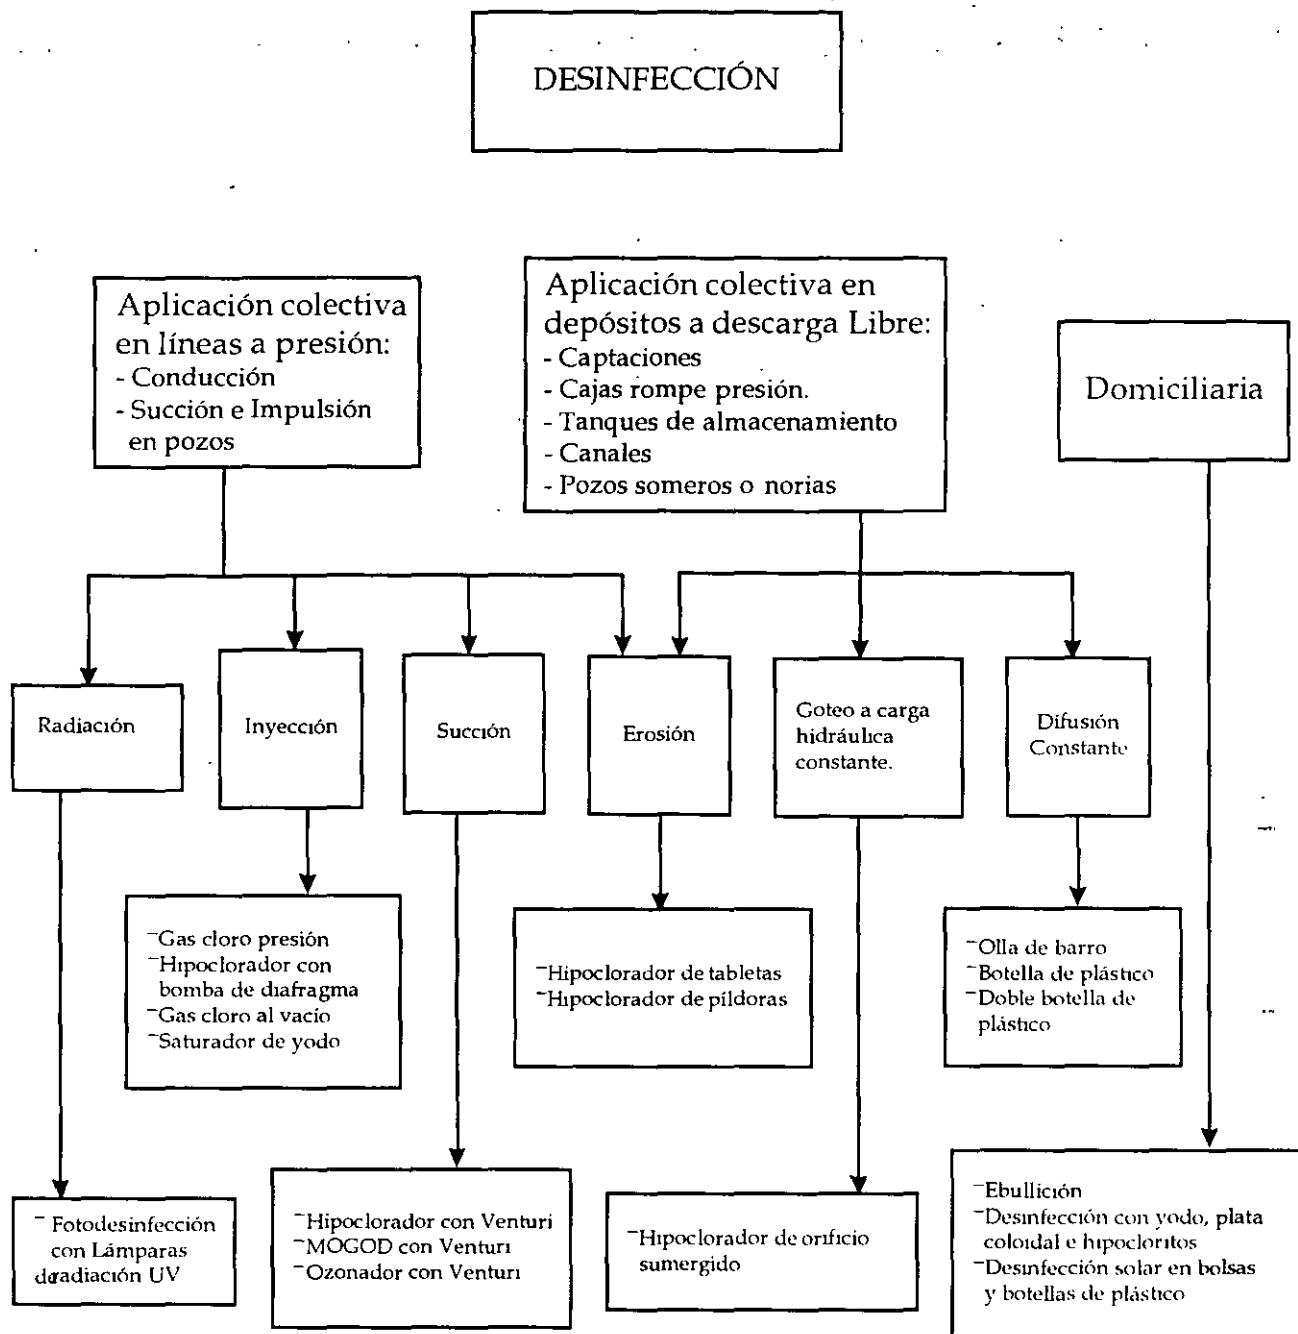 DESINFECCIÓN
Aplicación colectiva
en líneas a presión:
- Conducción
- Succión e Impulsión
en pozos
Aplicación colectiva en
depósitos a descarga Libre:
- Captaciones
- Cajas rompe presión.
- Tanques de almacenamiento
- Canales
- Pozos someros o norias
Domiciliaria
Radiación
Inyección
Succión
Erosión
Goteo a carga
hidráulica
constante.
Difusión
Constante
-Gas cloro presión
-Hipoclorador con
bomba de diafragma
-Gas cloro al vacío
-Saturador de yodo
-Hipoclorador de tabletas
-Hipoclorador de píldoras
-Olla de barro
-Botella de plástico
-Doble botella de
plástico
- Fotodesinfección
con Lámparas
de radiación UV
-Hipoclorador con Venturi
-MOGOD con Venturi
-Ozonador con Venturi
-Hipoclorador de orificio
sumergido
-Ebullición
-Desinfección con yodo, plata
coloidal e hipocloritos
-Desinfección solar en bolsas
y botellas de plástico